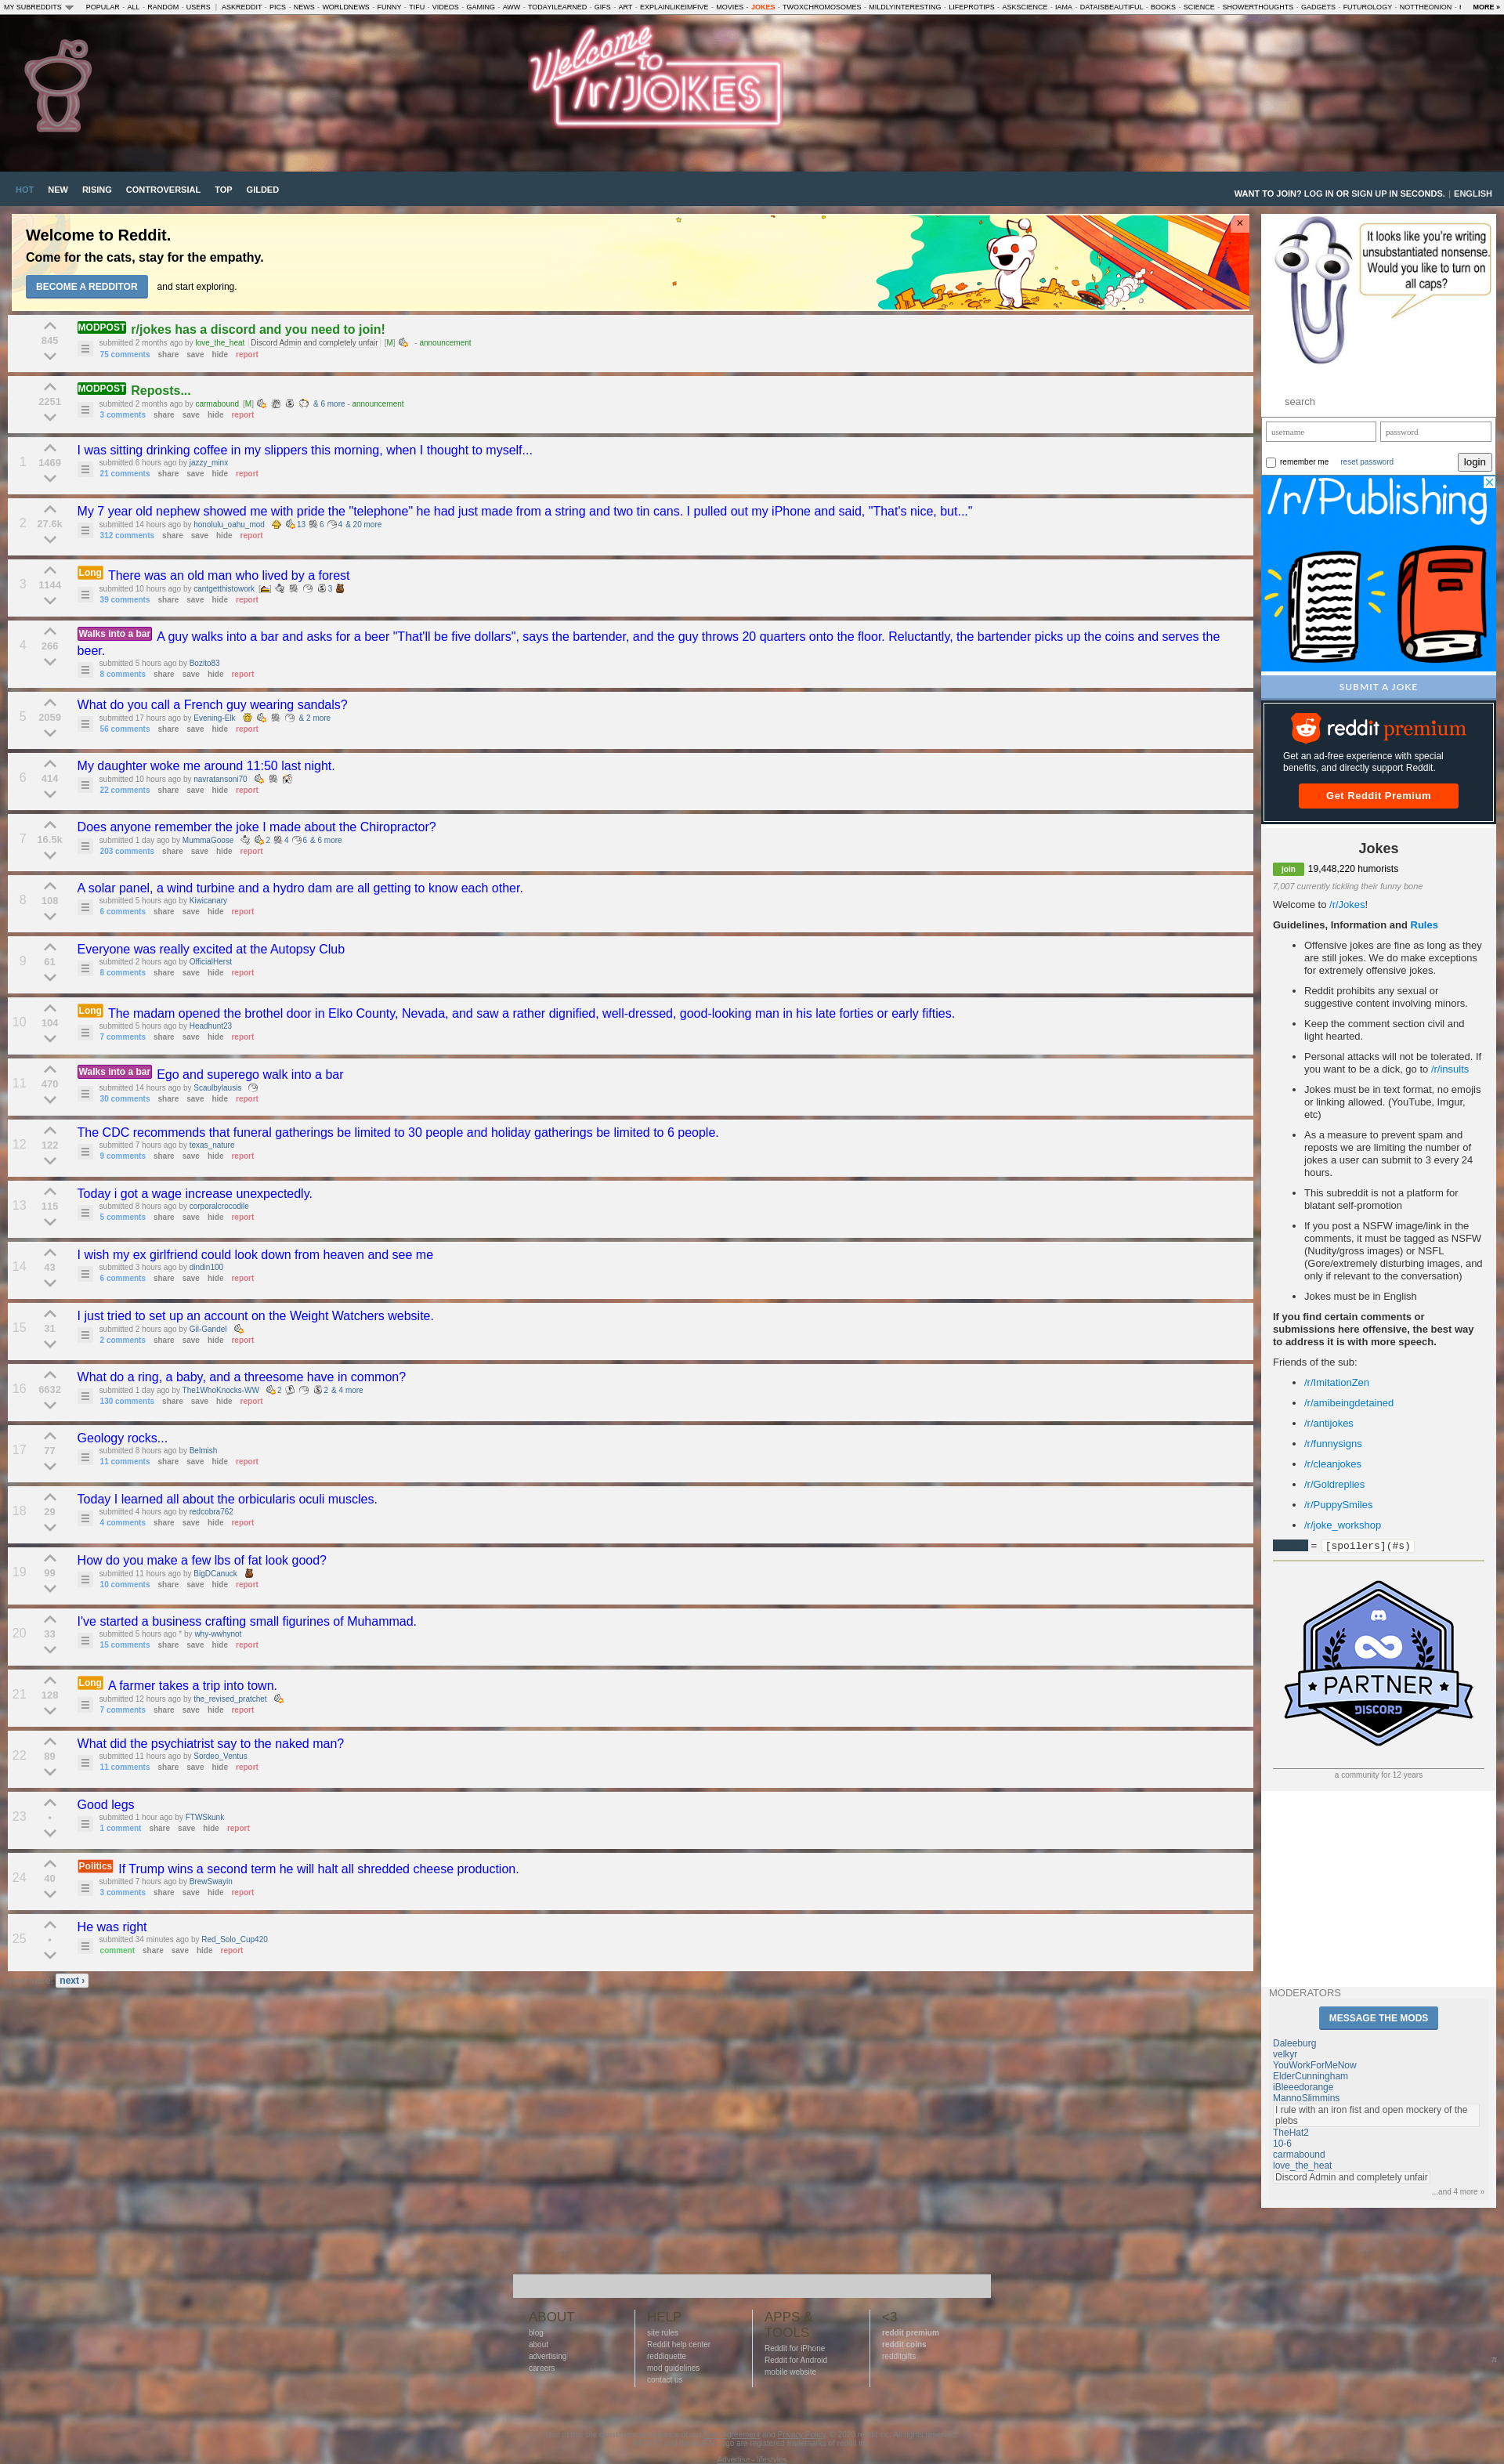 MY SUBREDDITS POPULAR - ALL - RANDOM - USERS | ASKREDDIT - PICS - NEWS - WORLDNEWS - FUNNY - TIFU - VIDEOS - GAMING - AWW - TODAYILEARNED - GIFS - ART - EXPLAINLIKEIMFIVE - MOVIES - JOKES - TWOXCHROMOSOMES - MILDLYINTERESTING - LIFEPROTIPS - ASKSCIENCE - IAMA - DATAISBEAUTIFUL - BOOKS - SCIENCE - SHOWERTHOUGHTS - GADGETS - FUTUROLOGY - NOTTHEONION - MORE »
Welcome
to
/r/JOKES
HOT NEW RISING CONTROVERSIAL TOP GILDED
WANT TO JOIN? LOG IN OR SIGN UP IN SECONDS. | ENGLISH
Welcome to Reddit.
Come for the cats, stay for the empathy.
BECOME A REDDITOR and start exploring.
×
845
MODPOST r/jokes has a discord and you need to join!
submitted 2 months ago by love_the_heat Discord Admin and completely unfair [M] - announcement
75 comments share save hide report
2251
MODPOST Reposts...
submitted 2 months ago by carmabound [M] & 6 more - announcement
3 comments share save hide report
1 1469
I was sitting drinking coffee in my slippers this morning, when I thought to myself...
submitted 6 hours ago by jazzy_minx
21 comments share save hide report
2 27.6k
My 7 year old nephew showed me with pride the "telephone" he had just made from a string and two tin cans. I pulled out my iPhone and said, "That's nice, but..."
submitted 14 hours ago by honolulu_oahu_mod 13 6 4 & 20 more
312 comments share save hide report
3 1144
Long There was an old man who lived by a forest
submitted 10 hours ago by cantgetthistowork 3
39 comments share save hide report
4 266
Walks into a bar A guy walks into a bar and asks for a beer "That'll be five dollars", says the bartender, and the guy throws 20 quarters onto the floor. Reluctantly, the bartender picks up the coins and serves the
beer.
submitted 5 hours ago by Bozito83
8 comments share save hide report
5 2059
What do you call a French guy wearing sandals?
submitted 17 hours ago by Evening-Elk & 2 more
56 comments share save hide report
6 414
My daughter woke me around 11:50 last night.
submitted 10 hours ago by navratansoni70
22 comments share save hide report
7 16.5k
Does anyone remember the joke I made about the Chiropractor?
submitted 1 day ago by MummaGoose 2 4 6 & 6 more
203 comments share save hide report
8 108
A solar panel, a wind turbine and a hydro dam are all getting to know each other.
submitted 5 hours ago by Kiwicanary
6 comments share save hide report
9 61
Everyone was really excited at the Autopsy Club
submitted 2 hours ago by OfficialHerst
8 comments share save hide report
10 104
Long The madam opened the brothel door in Elko County, Nevada, and saw a rather dignified, well-dressed, good-looking man in his late forties or early fifties.
submitted 5 hours ago by Headhunt23
7 comments share save hide report
11 470
Walks into a bar Ego and superego walk into a bar
submitted 14 hours ago by Scaulbylausis
30 comments share save hide report
12 122
The CDC recommends that funeral gatherings be limited to 30 people and holiday gatherings be limited to 6 people.
submitted 7 hours ago by texas_nature
9 comments share save hide report
13 115
Today i got a wage increase unexpectedly.
submitted 8 hours ago by corporalcrocodile
5 comments share save hide report
14 43
I wish my ex girlfriend could look down from heaven and see me
submitted 3 hours ago by dindin100
6 comments share save hide report
15 31
I just tried to set up an account on the Weight Watchers website.
submitted 2 hours ago by Gil-Gandel
2 comments share save hide report
16 6632
What do a ring, a baby, and a threesome have in common?
submitted 1 day ago by The1WhoKnocks-WW 2 2 & 4 more
130 comments share save hide report
17 77
Geology rocks...
submitted 8 hours ago by Belmish
11 comments share save hide report
18 29
Today I learned all about the orbicularis oculi muscles.
submitted 4 hours ago by redcobra762
4 comments share save hide report
19 99
How do you make a few lbs of fat look good?
submitted 11 hours ago by BigDCanuck
10 comments share save hide report
20 33
I've started a business crafting small figurines of Muhammad.
submitted 5 hours ago * by why-wwhynot
15 comments share save hide report
21 128
Long A farmer takes a trip into town.
submitted 12 hours ago by the_revised_pratchet
7 comments share save hide report
22 89
What did the psychiatrist say to the naked man?
submitted 11 hours ago by Sordeo_Ventus
11 comments share save hide report
23 •
Good legs
submitted 1 hour ago by FTWSkunk
1 comment share save hide report
24 40
Politics If Trump wins a second term he will halt all shredded cheese production.
submitted 7 hours ago by BrewSwayin
3 comments share save hide report
25 •
He was right
submitted 34 minutes ago by Red_Solo_Cup420
comment share save hide report
next ›
It looks like you're writing
unsubstantiated nonsense.
Would you like to turn on
all caps?
search
username password
remember me reset password login
/r/Publishing
SUBMIT A JOKE
reddit premium
Get an ad-free experience with special
benefits, and directly support Reddit.
Get Reddit Premium
Jokes
join 19,448,220 humorists
7,007 currently tickling their funny bone
Welcome to /r/Jokes!
Guidelines, Information and Rules
• Offensive jokes are fine as long as they
are still jokes. We do make exceptions
for extremely offensive jokes.
• Reddit prohibits any sexual or
suggestive content involving minors.
• Keep the comment section civil and
light hearted.
• Personal attacks will not be tolerated. If
you want to be a dick, go to /r/insults
• Jokes must be in text format, no emojis
or linking allowed. (YouTube, Imgur,
etc)
• As a measure to prevent spam and
reposts we are limiting the number of
jokes a user can submit to 3 every 24
hours.
• This subreddit is not a platform for
blatant self-promotion
• If you post a NSFW image/link in the
comments, it must be tagged as NSFW
(Nudity/gross images) or NSFL
(Gore/extremely disturbing images, and
only if relevant to the conversation)
• Jokes must be in English
If you find certain comments or
submissions here offensive, the best way
to address it is with more speech.
Friends of the sub:
• /r/ImitationZen
• /r/amibeingdetained
• /r/antijokes
• /r/funnysigns
• /r/cleanjokes
• /r/Goldreplies
• /r/PuppySmiles
• /r/joke_workshop
= [spoilers](#s)
PARTNER
DISCORD
a community for 12 years
MODERATORS
MESSAGE THE MODS
Daleeburg
velkyr
YouWorkForMeNow
ElderCunningham
iBleeedorange
MannoSlimmins
I rule with an iron fist and open mockery of the
plebs
TheHat2
10-6
carmabound
love_the_heat
Discord Admin and completely unfair
...and 4 more »
ABOUT
blog
about
advertising
careers
HELP
site rules
Reddit help center
reddiquette
mod guidelines
contact us
APPS &
TOOLS
Reddit for iPhone
Reddit for Android
mobile website
<3
reddit premium
reddit coins
redditgifts
π